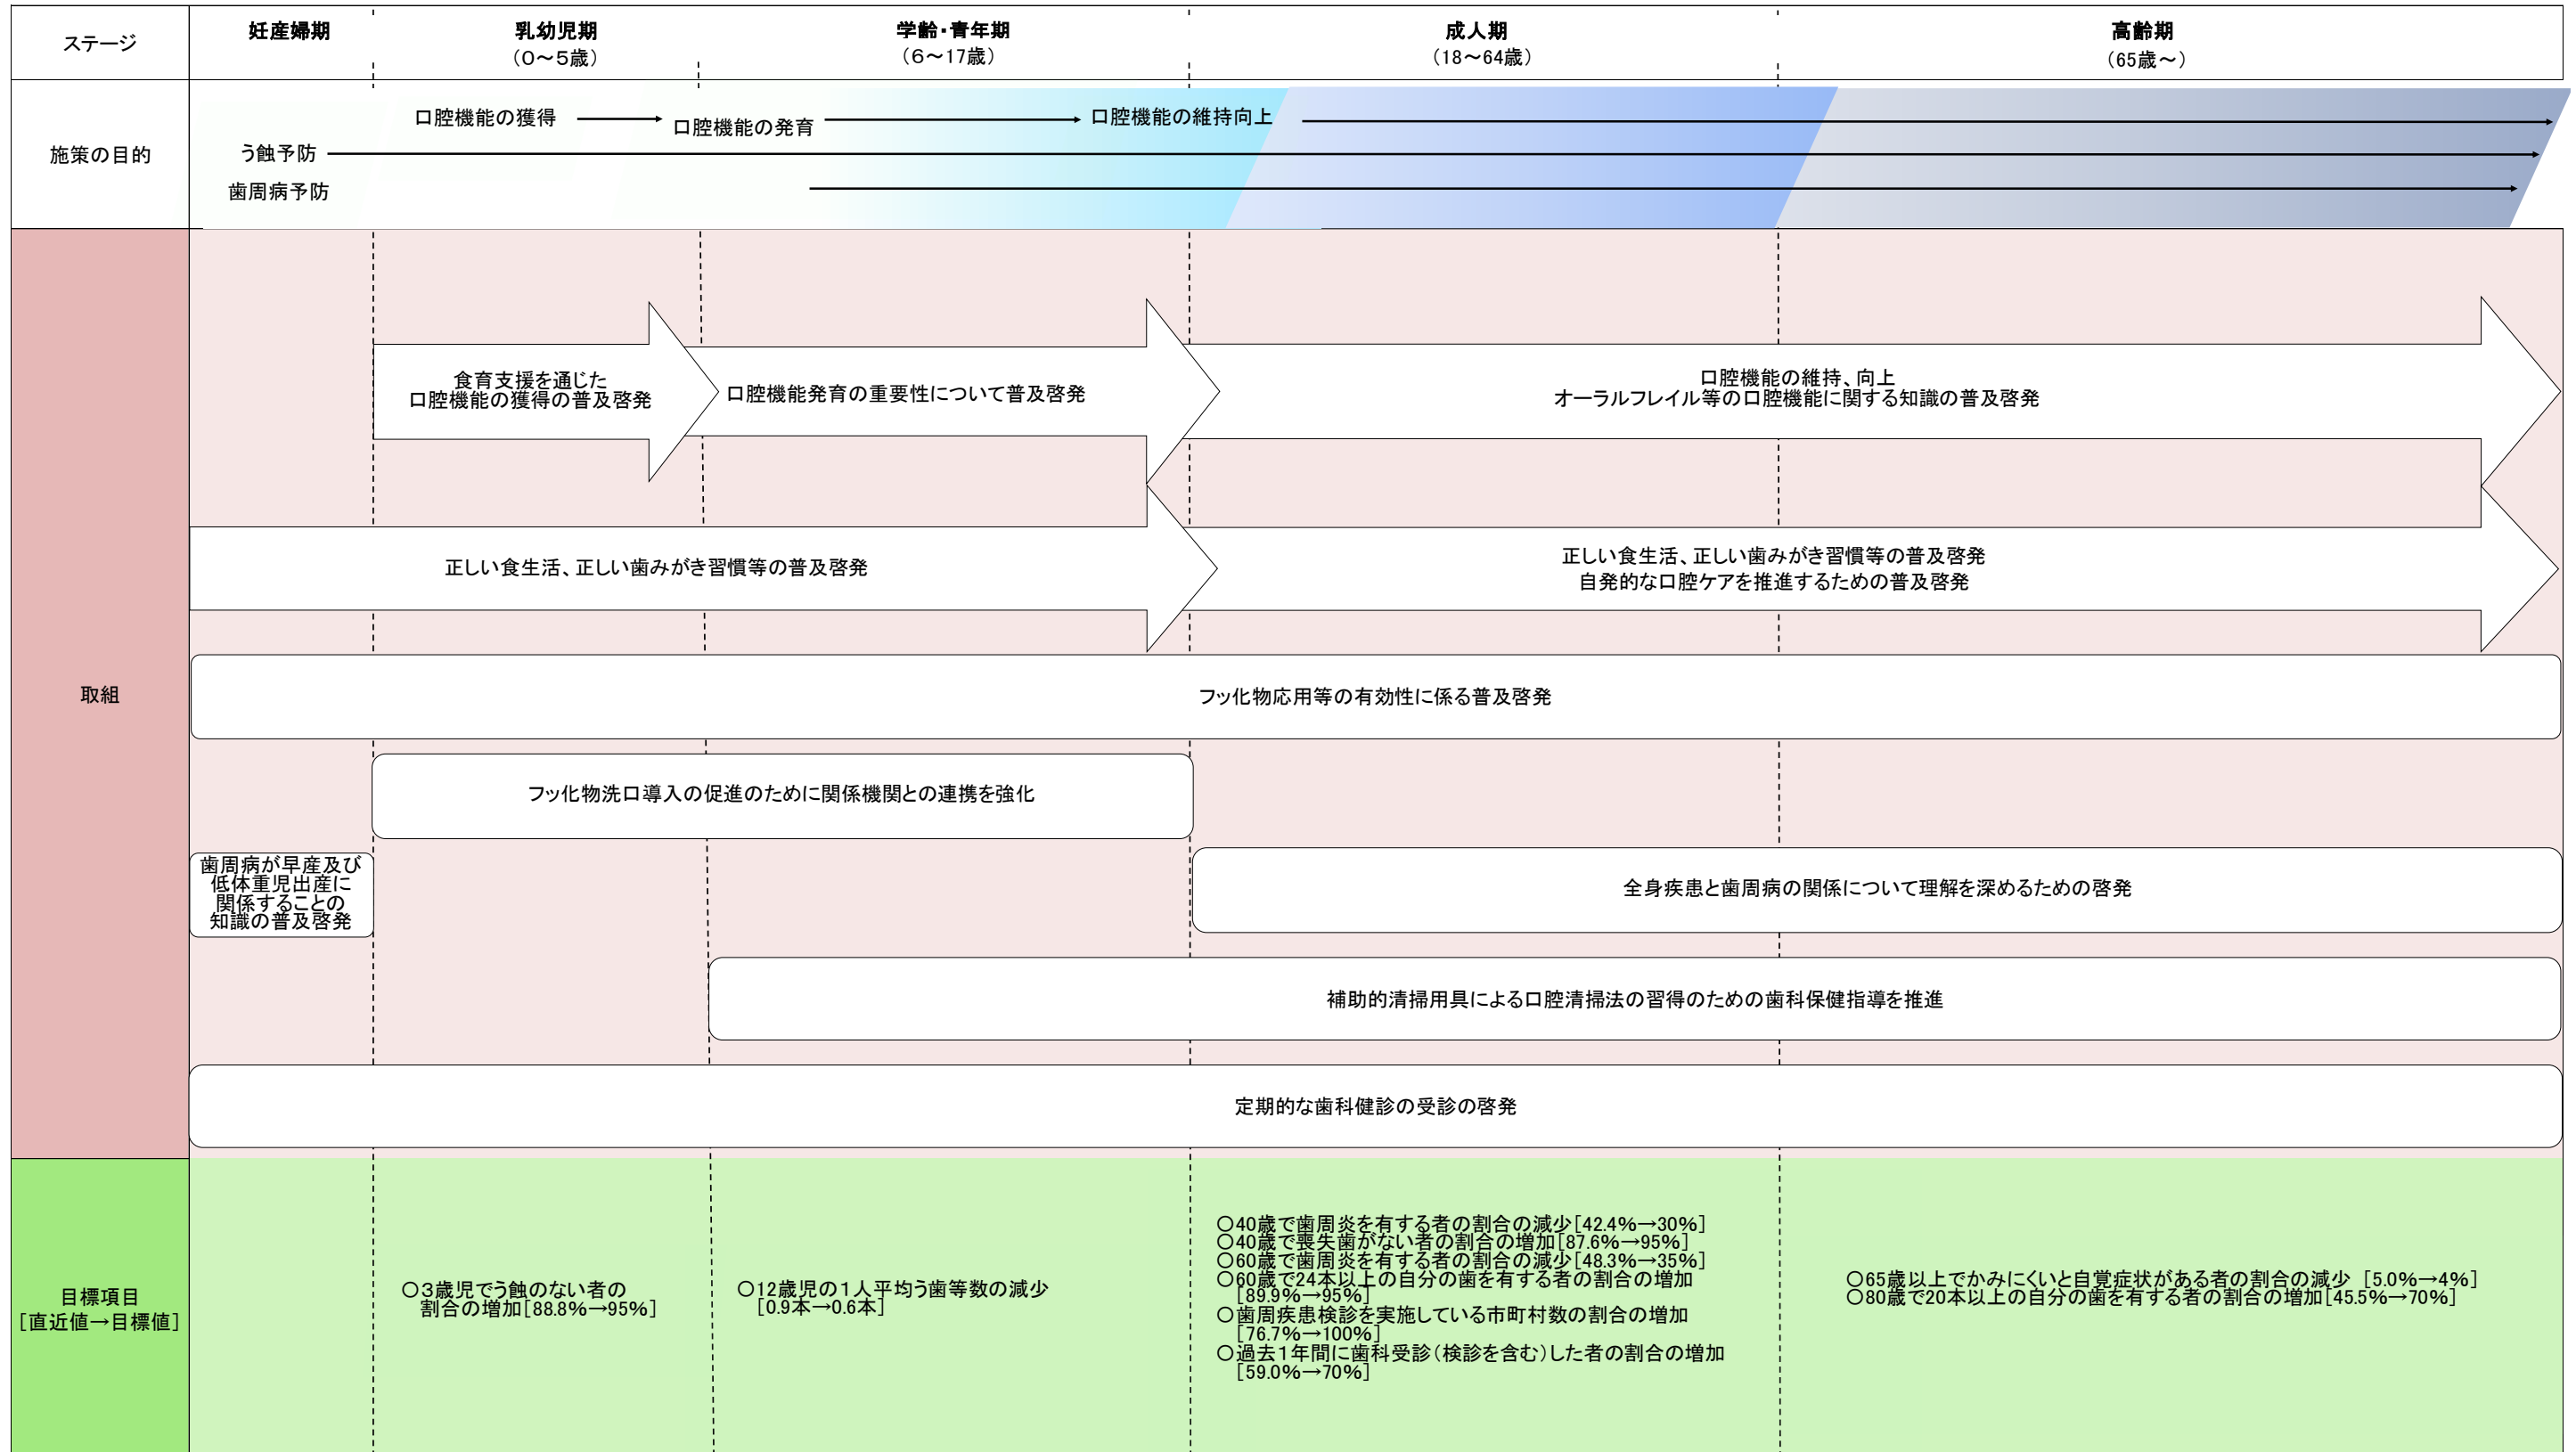 ステージ
妊産婦期
乳幼児期
（０～５歳）
学齢・青年期
（６～17歳）
成人期
（18～64歳）
高齢期
（65歳～）
施策の目的
口腔機能の獲得
口腔機能の発育
口腔機能の維持向上
う蝕予防
歯周病予防
取組
食育支援を通じた
口腔機能の獲得の普及啓発
口腔機能発育の重要性について普及啓発
口腔機能の維持、向上
オーラルフレイル等の口腔機能に関する知識の普及啓発
正しい食生活、正しい歯みがき習慣等の普及啓発
正しい食生活、正しい歯みがき習慣等の普及啓発
自発的な口腔ケアを推進するための普及啓発
フッ化物応用等の有効性に係る普及啓発
フッ化物洗口導入の促進のために関係機関との連携を強化
歯周病が早産及び
低体重児出産に
関係することの
知識の普及啓発
全身疾患と歯周病の関係について理解を深めるための啓発
補助的清掃用具による口腔清掃法の習得のための歯科保健指導を推進
定期的な歯科健診の受診の啓発
目標項目
［直近値→目標値］
○３歳児でう蝕のない者の
割合の増加［88.8％→95％］
○12歳児の１人平均う歯等数の減少
［0.9本→0.6本］
○40歳で歯周炎を有する者の割合の減少［42.4％→30％］
○40歳で喪失歯がない者の割合の増加［87.6％→95％］
○60歳で歯周炎を有する者の割合の減少［48.3％→35％］
○60歳で24本以上の自分の歯を有する者の割合の増加
［89.9％→95％］
○歯周疾患検診を実施している市町村数の割合の増加
［76.7％→100％］
○過去１年間に歯科受診（検診を含む）した者の割合の増加
［59.0％→70％］
○65歳以上でかみにくいと自覚症状がある者の割合の減少 ［5.0％→4％］
○80歳で20本以上の自分の歯を有する者の割合の増加［45.5％→70％］